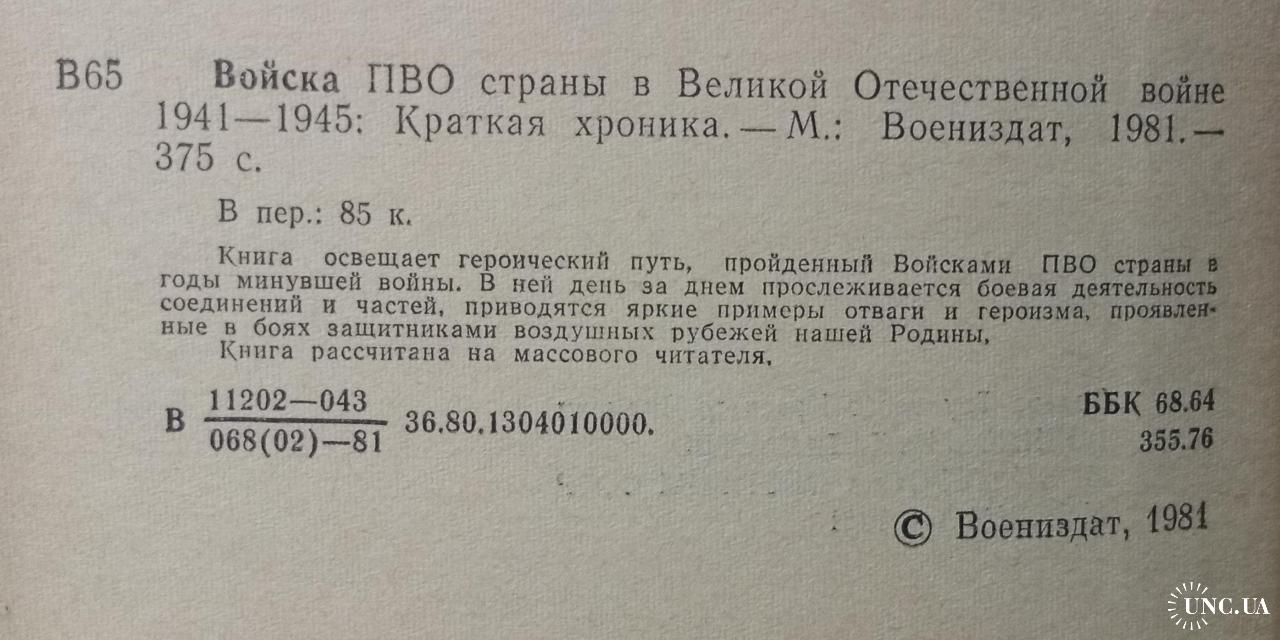 В65 Войска ПВО страны в Великой Отечественной войне
1941—1945: Краткая хроника. — М.: Воениздат, 1981.—
375 с.
В пер.: 85 к.
Книга освещает героический путь, пройденный Войсками ПВО страны в
годы минувшей войны. В ней день за днем прослеживается боевая деятельность
соединений и частей, приводятся яркие примеры отваги и героизма, проявлен-
ные в боях защитниками воздушных рубежей нашей Родины.
Книга рассчитана на массового читателя.
В 11202—043 36.80.1304010000. ББК 68.64
068(02)—81 355.76
© Воениздат, 1981
UNC.UA